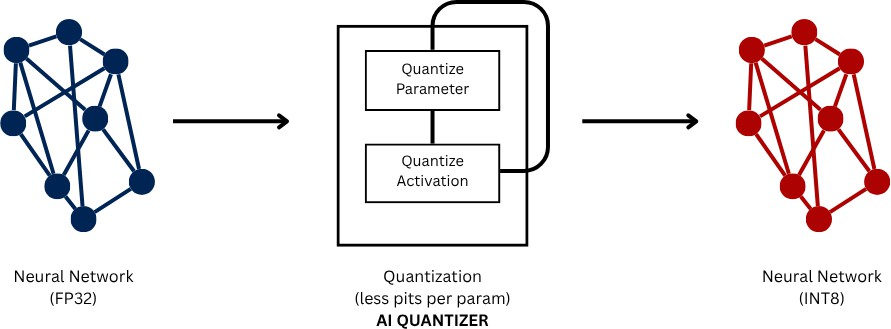 Quantize
Parameter
Quantize
Activation
Neural Network
(FP32)
Quantization
(less pits per param)
AI QUANTIZER
Neural Network
(INT8)